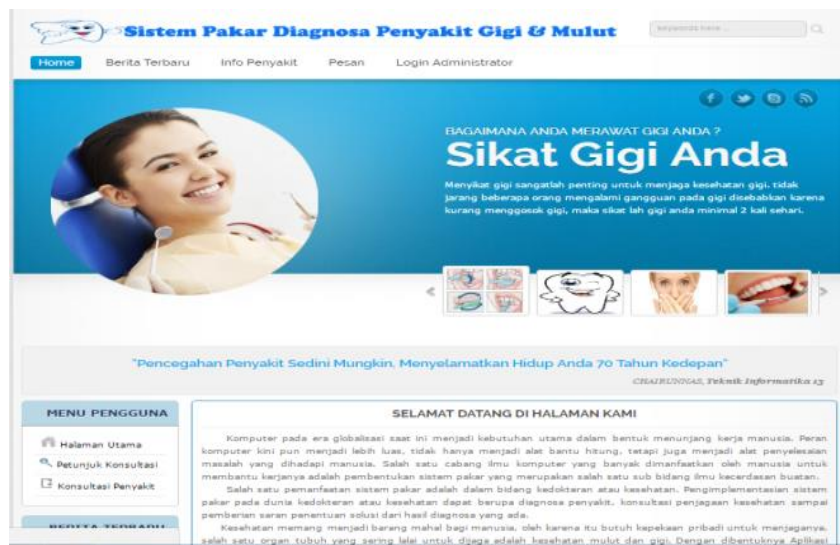 Sistem Pakar Diagnosa Penyakit Gigi & Mulut
keywords here ...
Home Berita Terbaru Info Penyakit Pesan Login Administrator
BAGAIMANA ANDA MERAWAT GIGI ANDA ?
Sikat Gigi Anda
Menyikat gigi sangatlah penting untuk menjaga kesehatan gigi. tidak
jarang beberapa orang mengalami gangguan pada gigi disebabkan karena
kurang menggosok gigi, maka sikat lah gigi anda minimal 2 kali sehari.
"Pencegahan Penyakit Sedini Mungkin, Menyelamatkan Hidup Anda 70 Tahun Kedepan"
CHAIRUNNAS, Teknik Informatika 13
MENU PENGGUNA
Halaman Utama
Petunjuk Konsultasi
Konsultasi Penyakit
BERITA TERBARU
SELAMAT DATANG DI HALAMAN KAMI
Komputer pada era globalisasi saat ini menjadi kebutuhan utama dalam bentuk menunjang kerja manusia. Peran
komputer kini pun menjadi lebih luas, tidak hanya menjadi alat bantu hitung, tetapi juga menjadi alat penyelesaian
masalah yang dihadapi manusia. Salah satu cabang ilmu komputer yang banyak dimanfaatkan oleh manusia untuk
membantu kerjanya adalah pembentukan sistem pakar yang merupakan salah satu sub bidang ilmu kecerdasan buatan.
Salah satu pemanfaatan sistem pakar adalah dalam bidang kedokteran atau kesehatan. Pengimplementasian sistem
pakar pada dunia kedokteran atau kesehatan dapat berupa diagnosa penyakit, konsultasi penjagaan kesehatan sampai
pemberian saran penentuan solusi dari hasil diagnosa yang ada.
Kesehatan memang menjadi barang mahal bagi manusia, oleh karena itu butuh kepekaan pribadi untuk menjaganya.
salah satu organ tubuh yang sering lalai untuk dijaga adalah kesehatan mulut dan gigi. Dengan dibentuknya Aplikasi